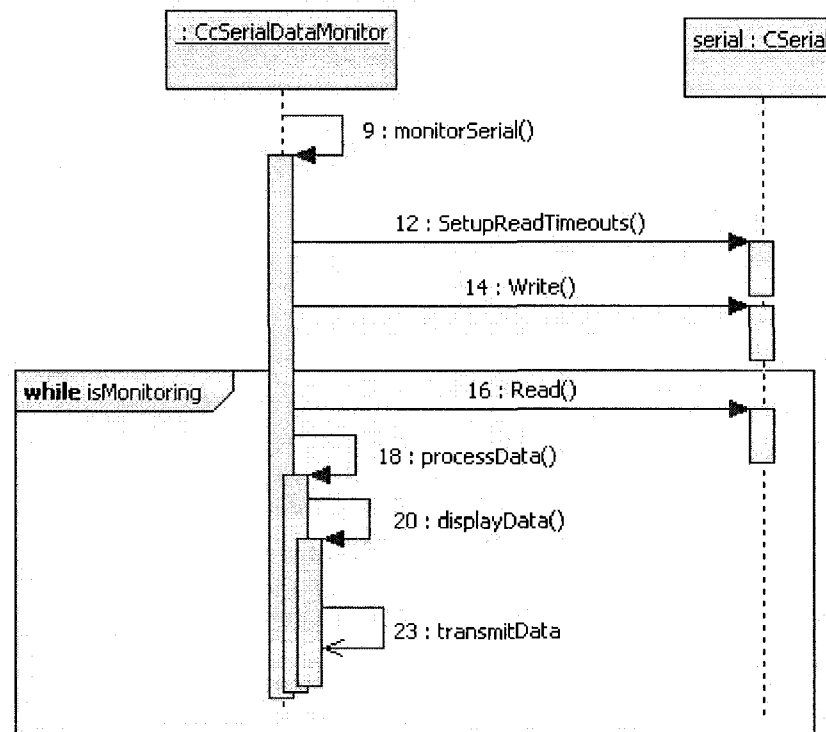 : CcSerialDataMonitor
serial : CSerial
9 : monitorSerial()
12 : SetupReadTimeouts()
14 : Write()
while isMonitoring
16 : Read()
18 : processData()
20 : displayData()
23 : transmitData